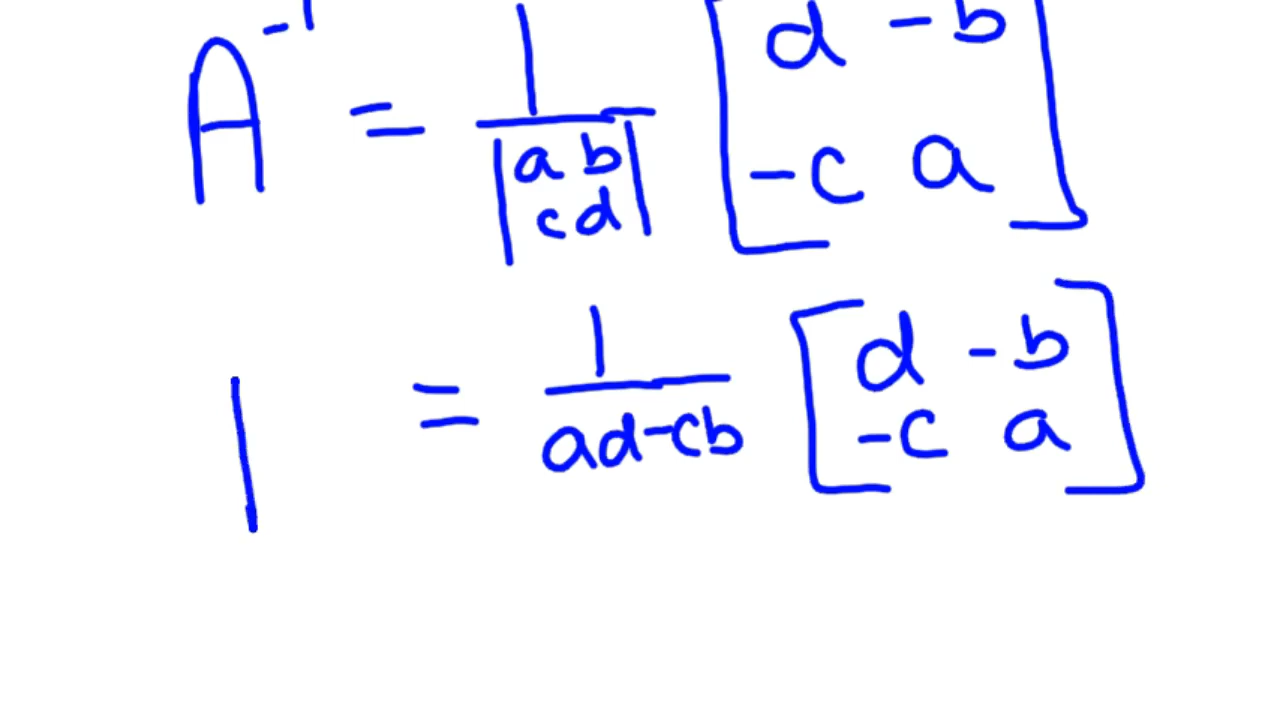 A⁻¹ = 1/|a b; c d| [d -b; -c a]
| = 1/(ad-cb) [d -b; -c a]